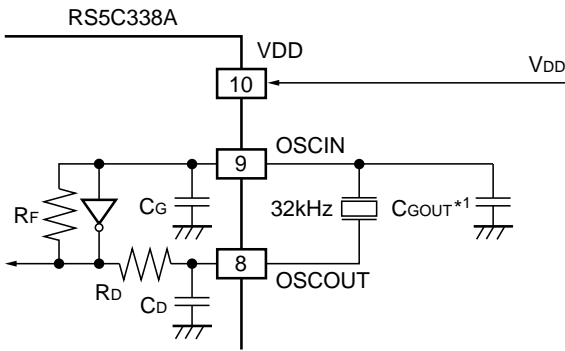 RS5C338A
VDD
10
VDD
OSCIN
9
RF
CG
32kHz
CGOUT*1
8
OSCOUT
RD
CD